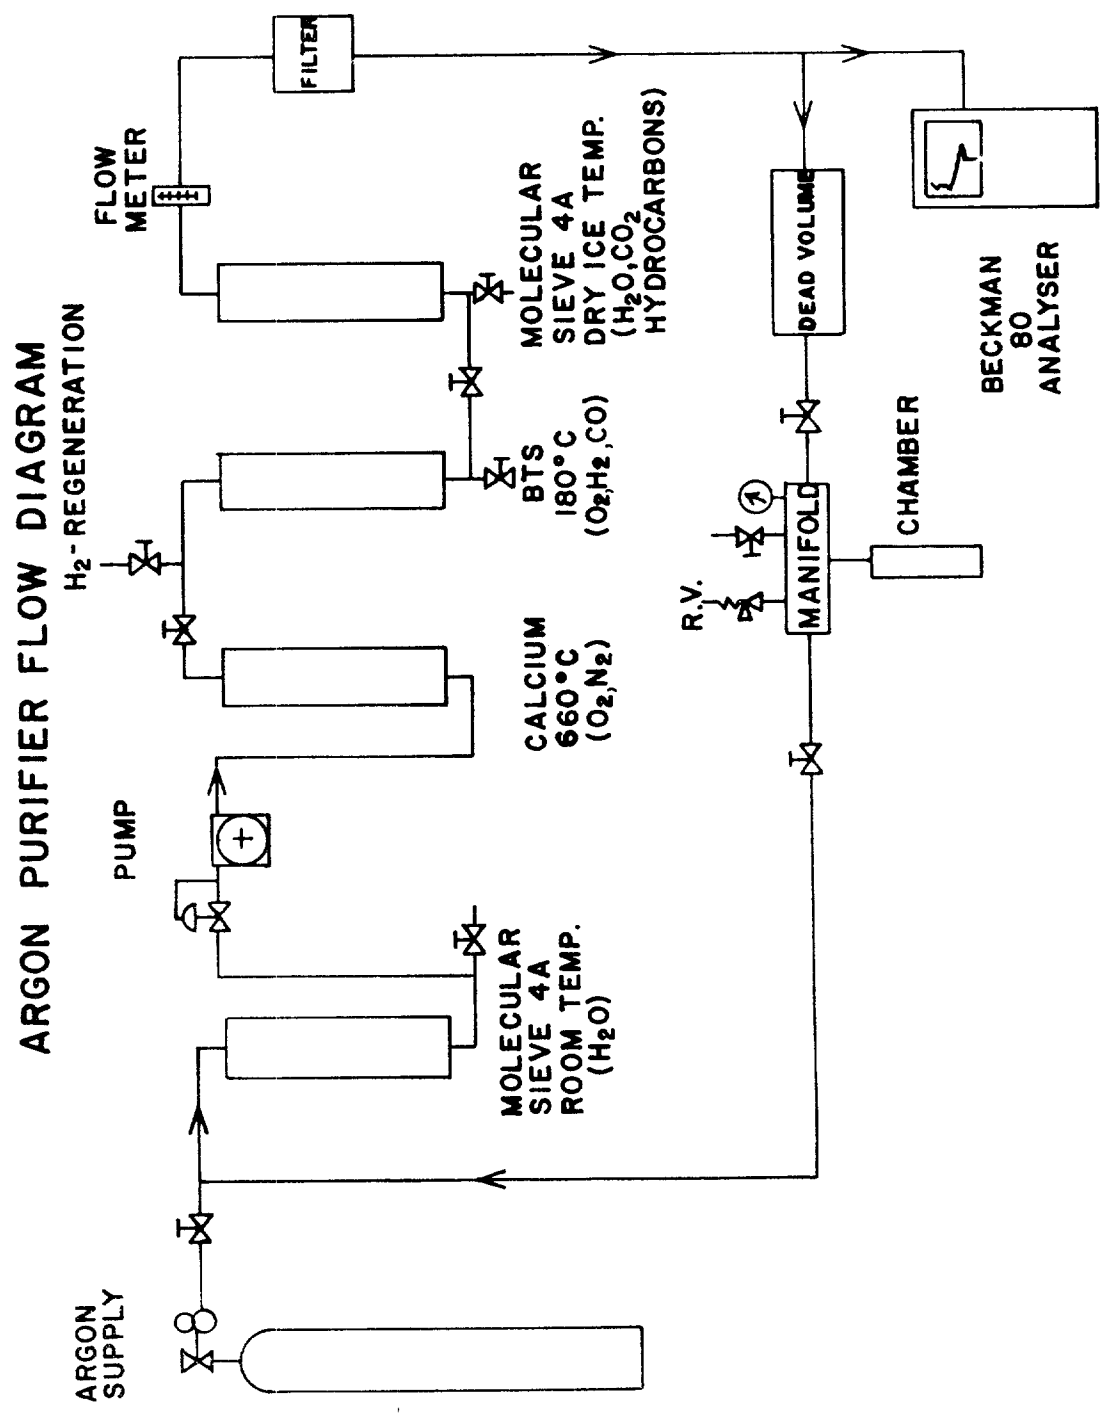 ARGON PURIFIER FLOW DIAGRAM
H2-REGENERATION
ARGON
SUPPLY
PUMP
FLOW
METER
FILTER
MOLECULAR
SIEVE 4A
ROOM TEMP.
(H2O)
CALCIUM
660°C
(O2,N2)
BTS
180°C
(O2,H2,CO)
MOLECULAR
SIEVE 4A
DRY ICE TEMP.
(H2O,CO2
HYDROCARBONS)
R.V.
MANIFOLD
DEAD VOLUME
CHAMBER
BECKMAN
80
ANALYSER